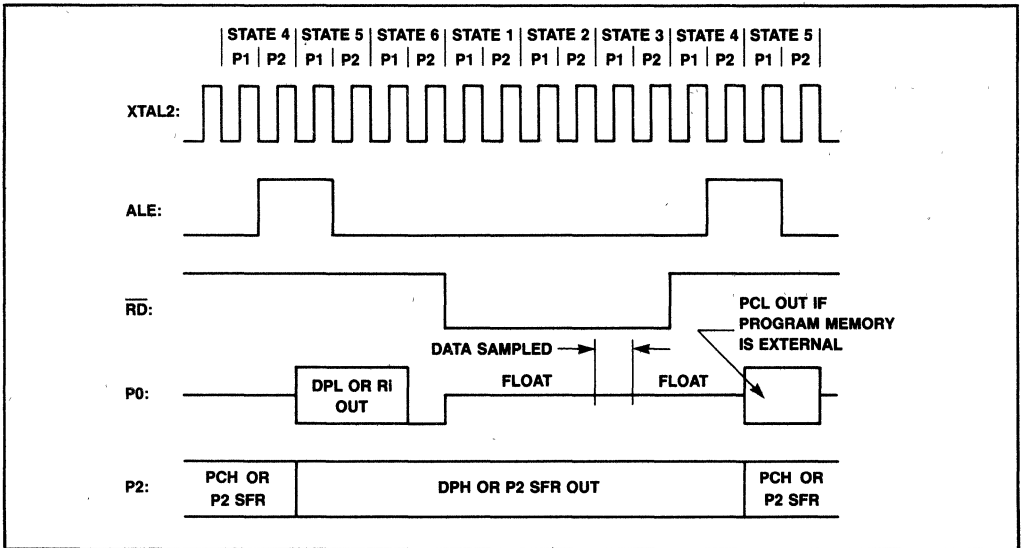 STATE 4 STATE 5 STATE 6 STATE 1 STATE 2 STATE 3 STATE 4 STATE 5
P1 P2 P1 P2 P1 P2 P1 P2 P1 P2 P1 P2 P1 P2 P1 P2
XTAL2:
ALE:
RD:
PCL OUT IF
PROGRAM MEMORY
IS EXTERNAL
DATA SAMPLED
P0:
DPL OR Ri
OUT
FLOAT
FLOAT
P2:
PCH OR
P2 SFR
DPH OR P2 SFR OUT
PCH OR
P2 SFR